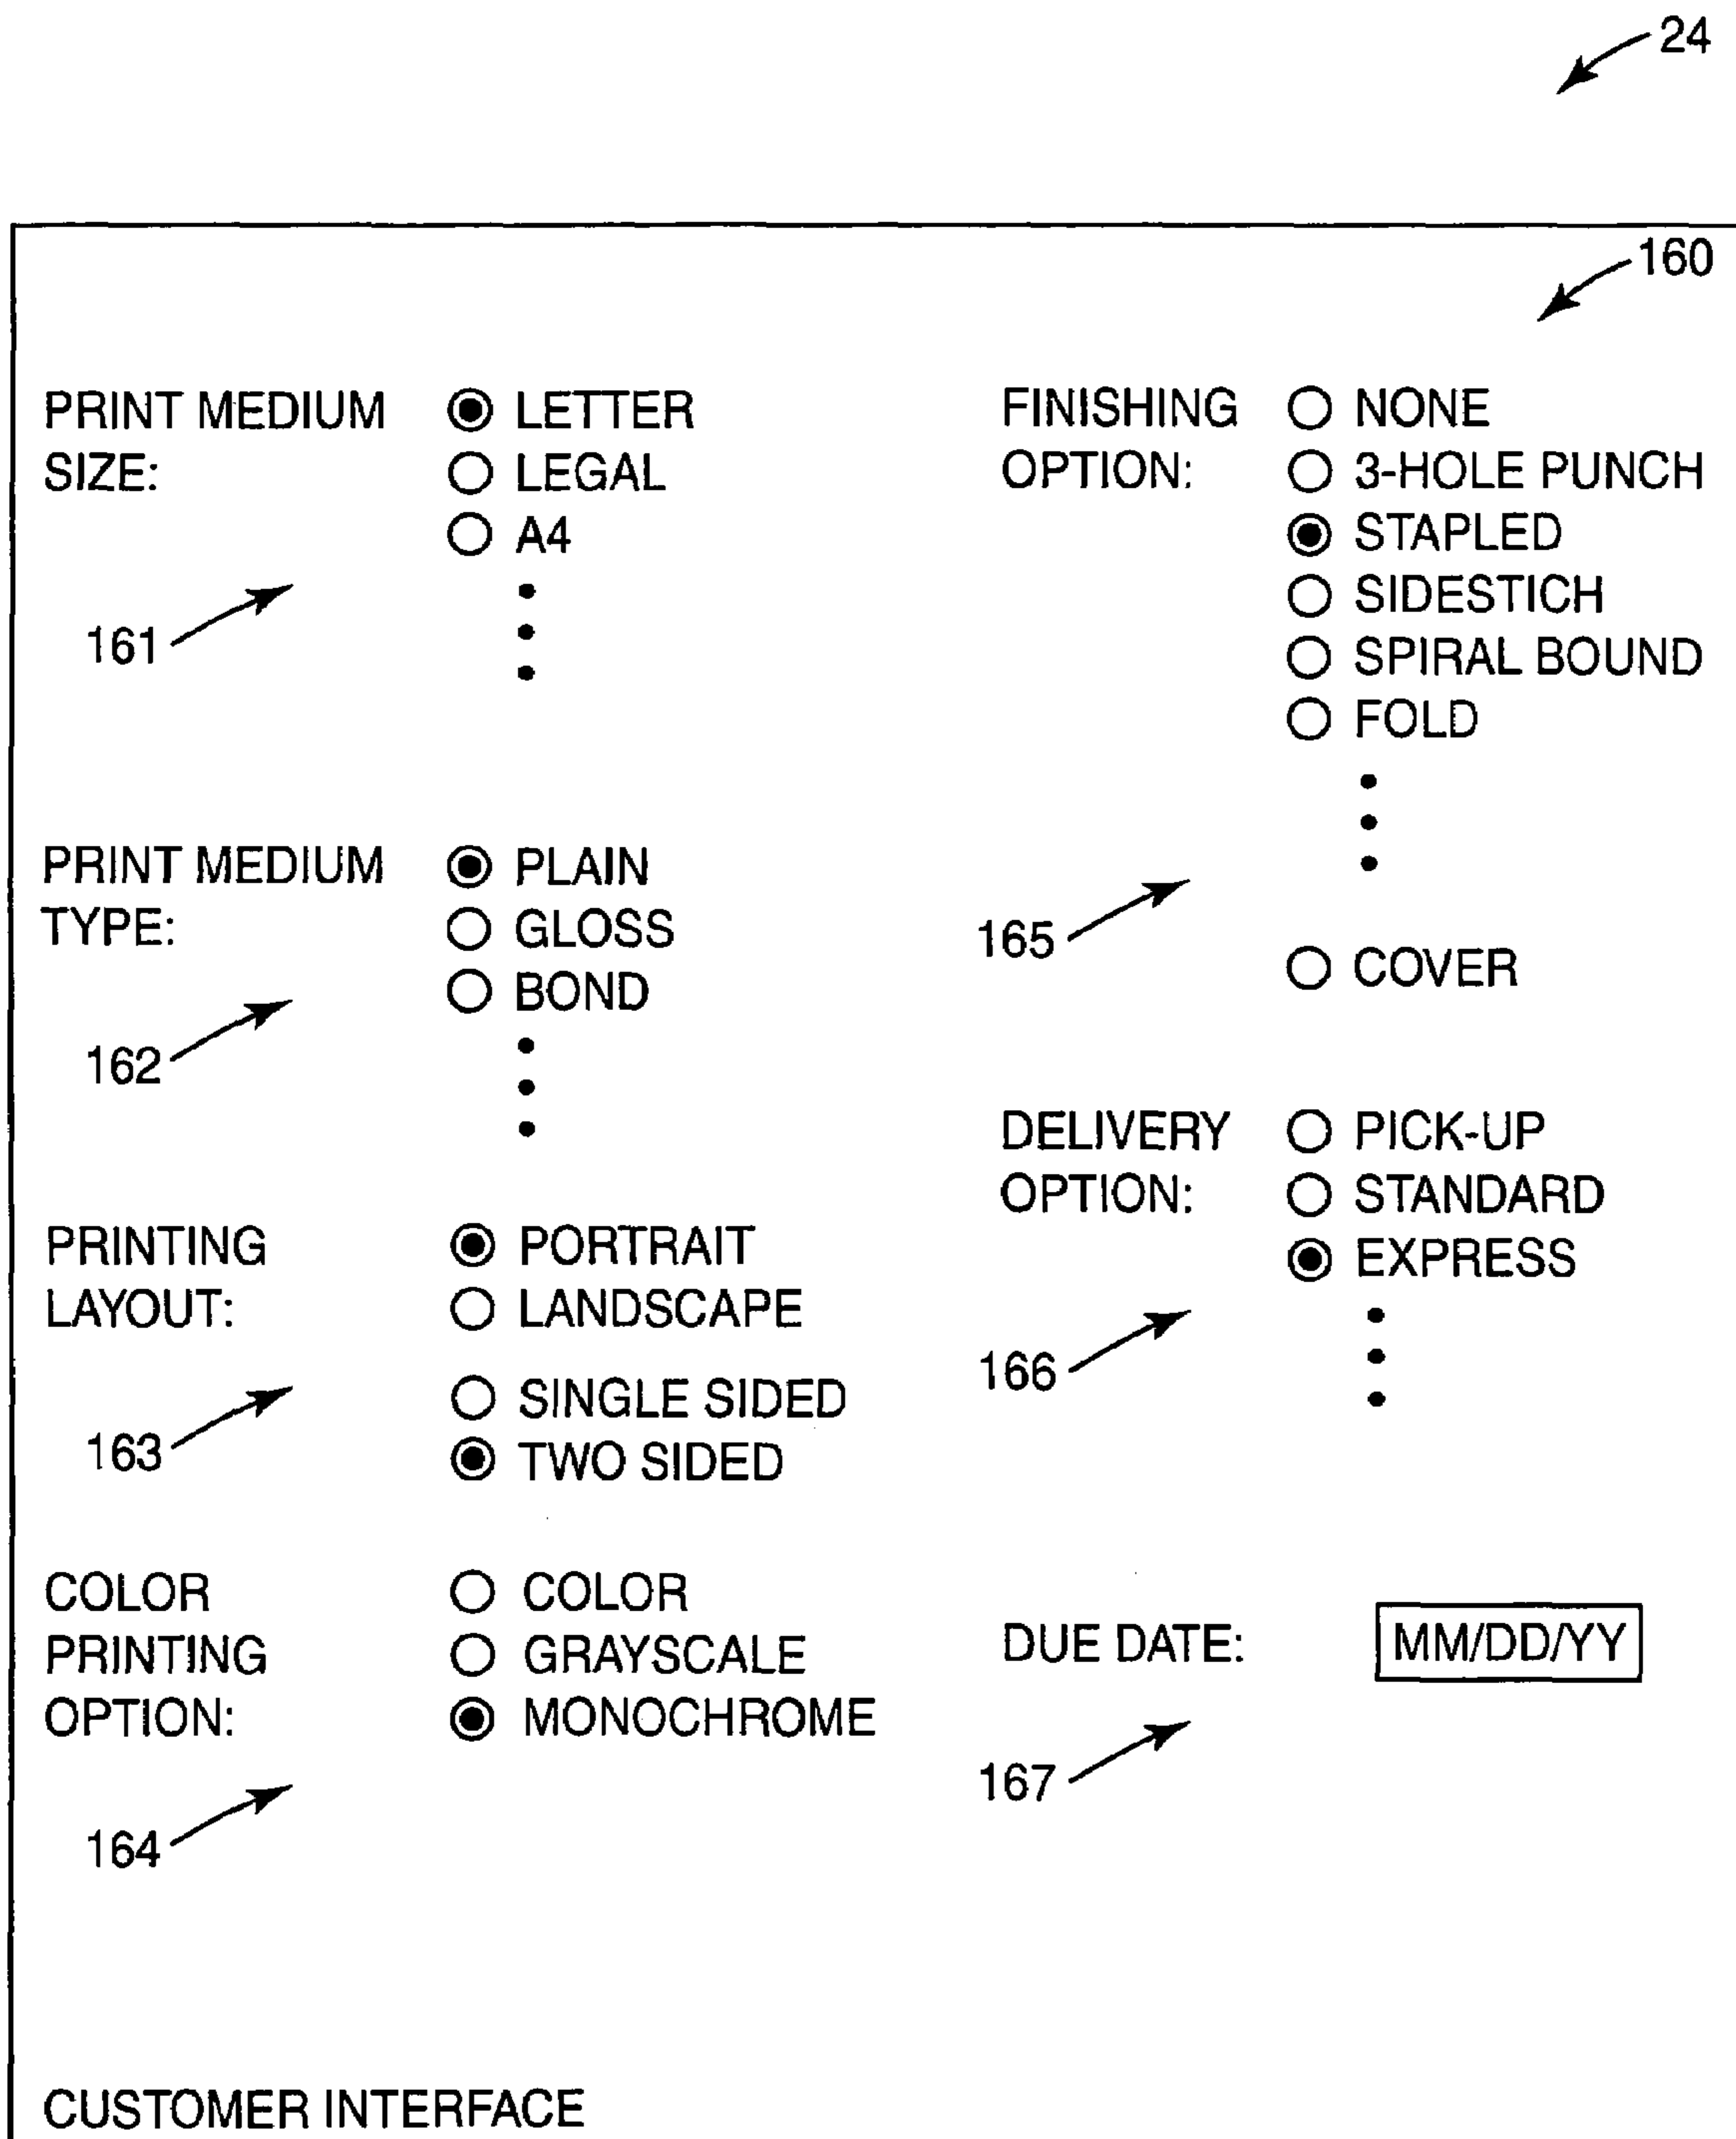 24
160
PRINT MEDIUM
SIZE:
LETTER
LEGAL
A4
161
PRINT MEDIUM
TYPE:
PLAIN
GLOSS
BOND
162
PRINTING
LAYOUT:
PORTRAIT
LANDSCAPE
SINGLE SIDED
TWO SIDED
163
COLOR
PRINTING
OPTION:
COLOR
GRAYSCALE
MONOCHROME
164
FINISHING
OPTION:
NONE
3-HOLE PUNCH
STAPLED
SIDESTICH
SPIRAL BOUND
FOLD
165
COVER
DELIVERY
OPTION:
PICK-UP
STANDARD
EXPRESS
166
DUE DATE:
MM/DD/YY
167
CUSTOMER INTERFACE